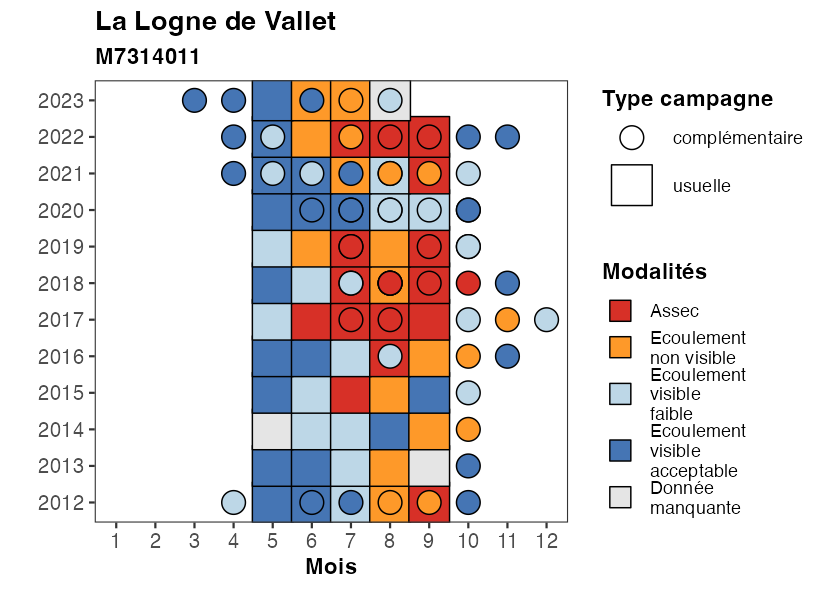 La Logne de Vallet
M7314011
2023
2022
2021
2020
2019
2018
2017
2016
2015
2014
2013
2012
1 2 3 4 5 6 7 8 9 10 11 12
Mois
Type campagne
complémentaire
usuelle
Modalités
Assec
Ecoulement
non visible
Ecoulement
visible
faible
Ecoulement
visible
acceptable
Donnée
manquante